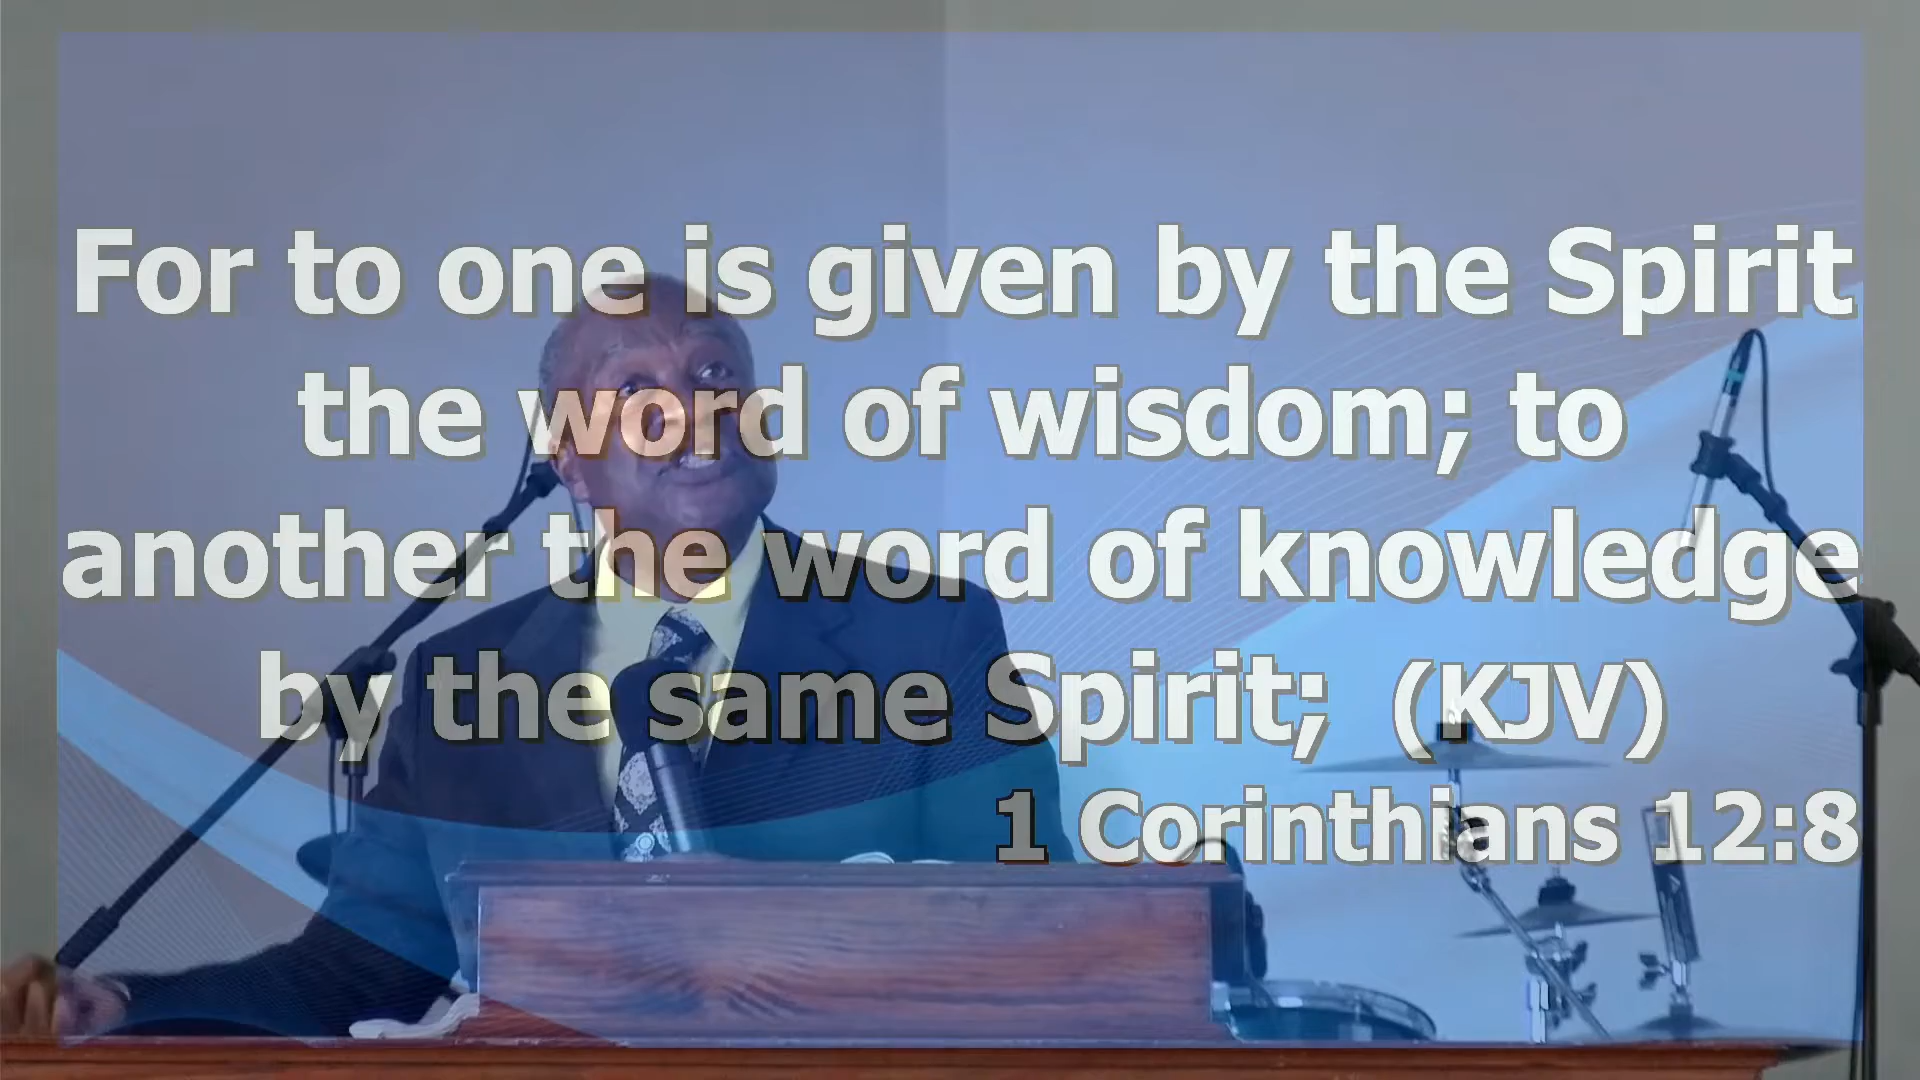 For to one is given by the Spirit
the word of wisdom; to
another the word of knowledge
by the same Spirit; (KJV)
1 Corinthians 12:8